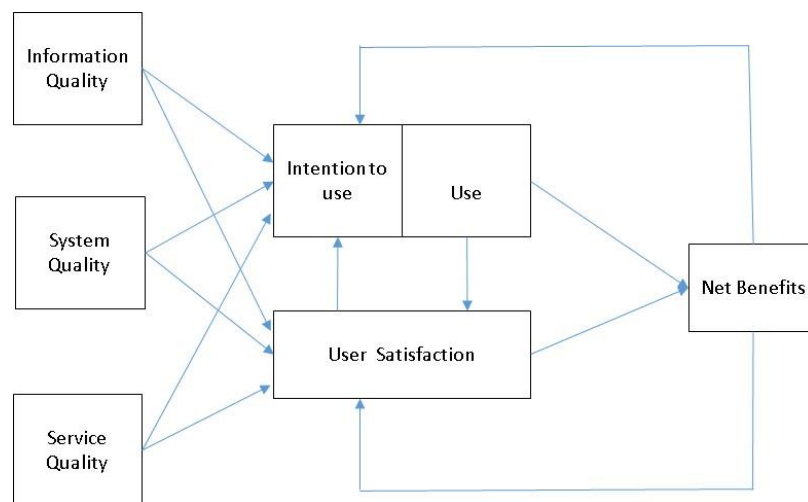 Information
Quality
Intention to
use
Use
System
Quality
Net Benefits
User Satisfaction
Service
Quality